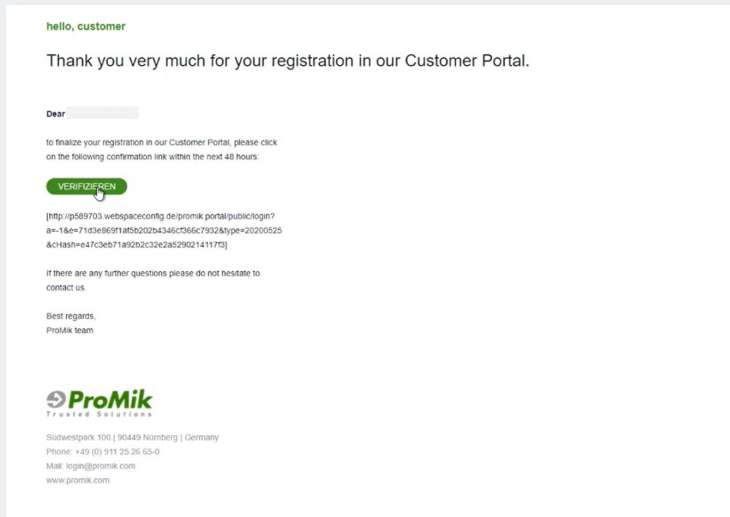 hello, customer
Thank you very much for your registration in our Customer Portal.
Dear
to finalize your registration in our Customer Portal, please click
on the following confirmation link within the next 48 hours:
VERIFIZIEREN
[http://p589703.webspaceconfig.de/promik.portal/public/login?
a=-1&e=71d3e869f1af5b202b4346cf366c7932&type=20200525
&cHash=e47c3eb71a92b2c32e2a5290214117f3]
If there are any further questions please do not hesitate to
contact us.
Best regards,
ProMik team
ProMik
Trusted Solutions
Südwestpark 100 | 90449 Nürnberg | Germany
Phone: +49 (0) 911 25 26 65-0
Mail: login@promik.com
www.promik.com